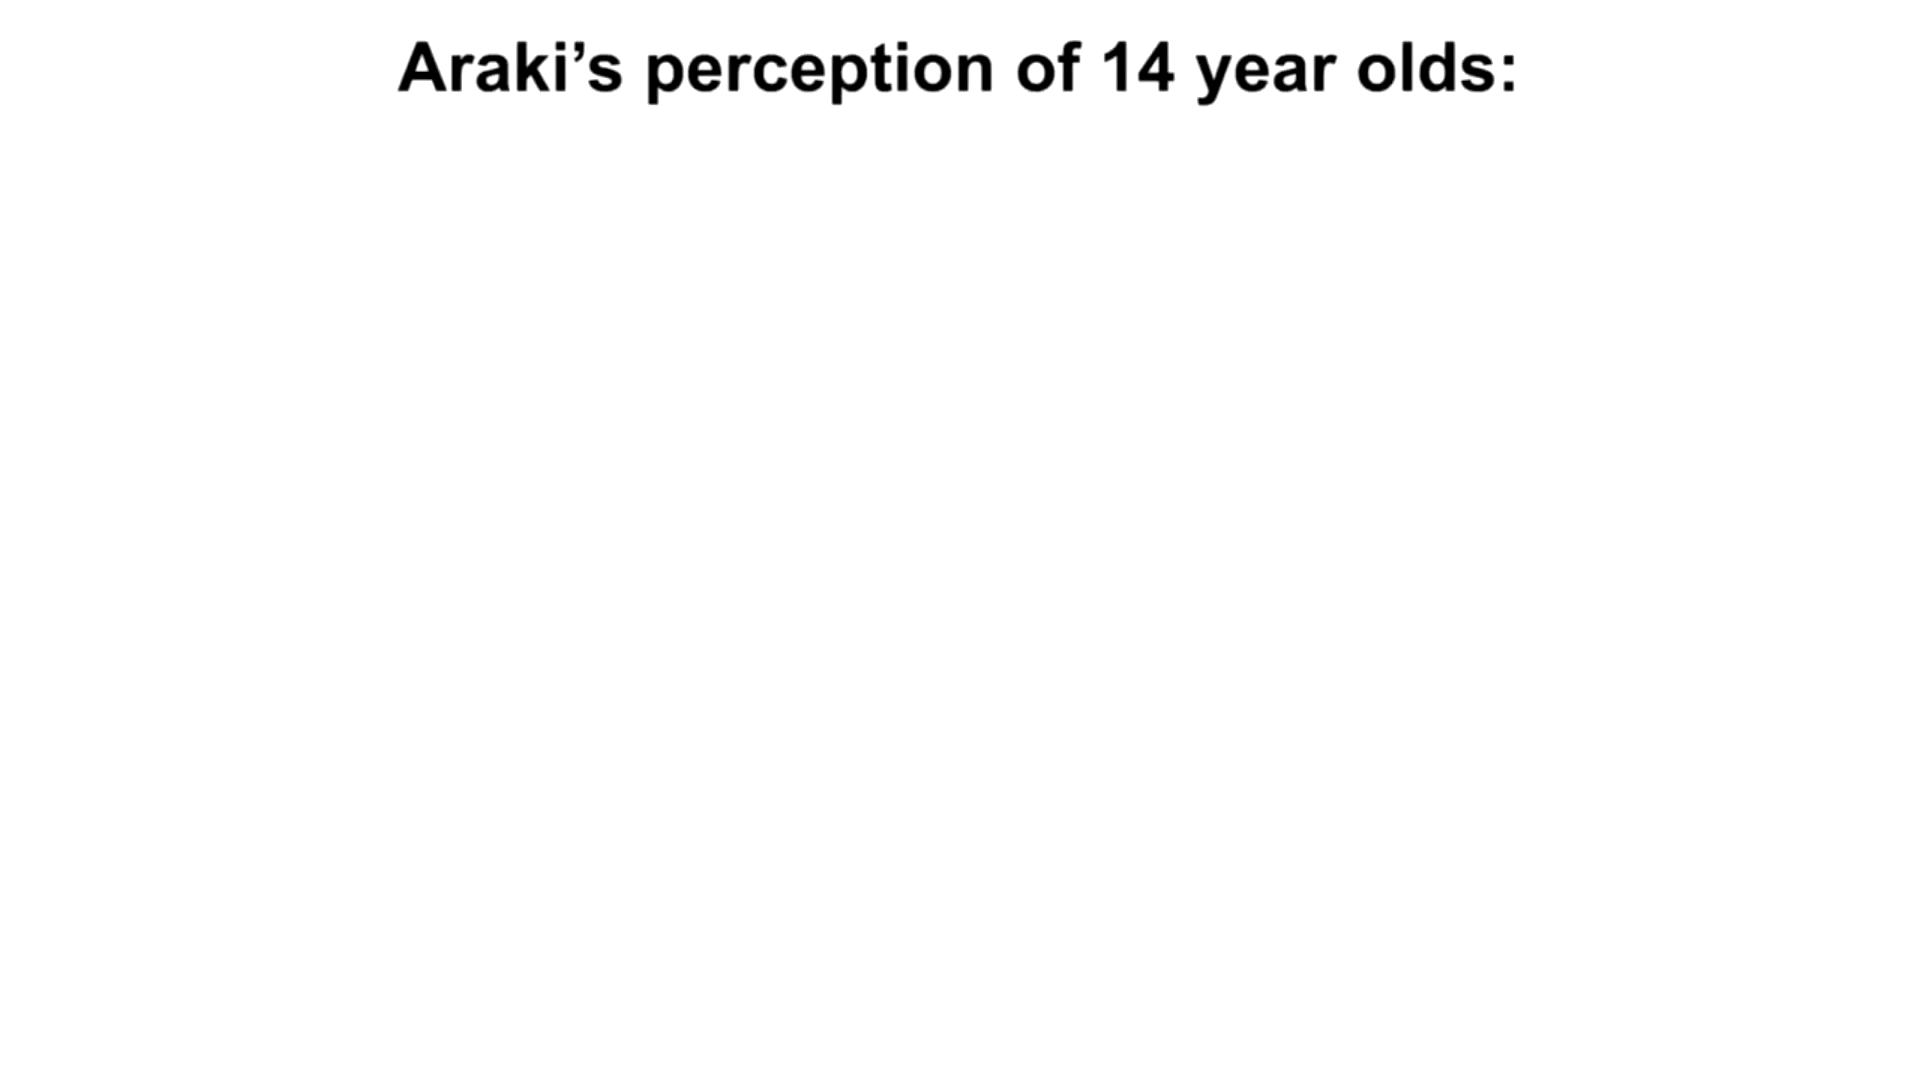 Araki’s perception of 14 year olds: